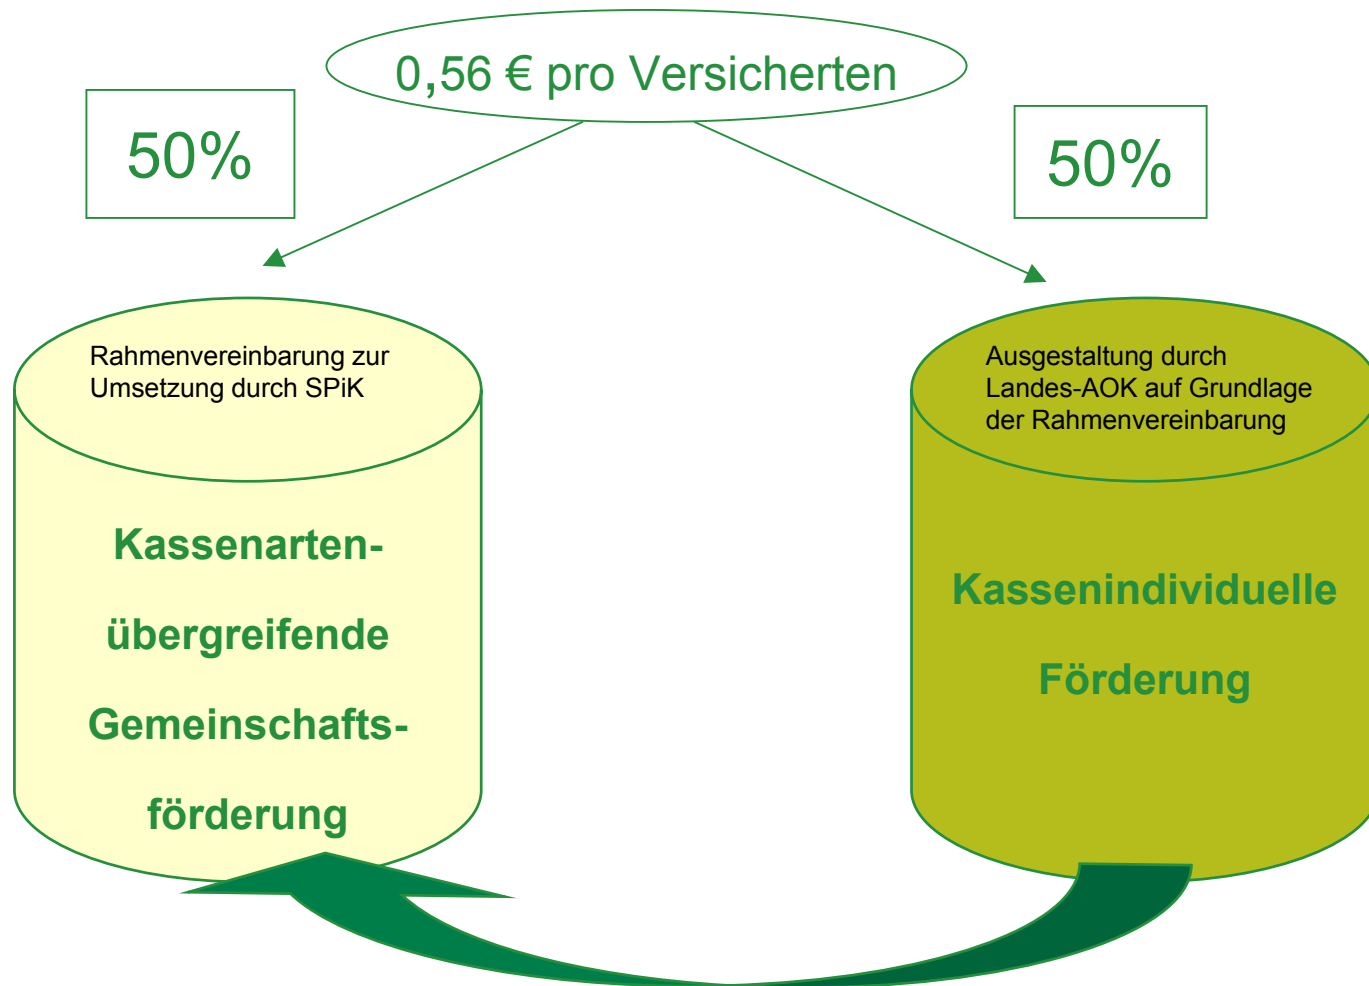 0,56 € pro Versicherten
50%
50%
Rahmenvereinbarung zur
Umsetzung durch SPiK
Kassenarten-
übergreifende
Gemeinschafts-
förderung
Ausgestaltung durch
Landes-AOK auf Grundlage
der Rahmenvereinbarung
Kassenindividuelle
Förderung